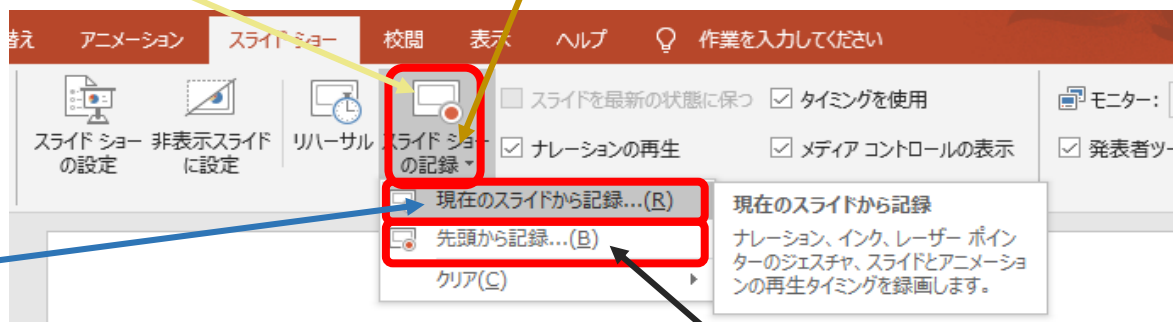 替え アニメーション スライド ショー 校閲 表示 ヘルプ 作業を入力してください
スライド ショー
の設定
非表示スライド
に設定
リハーサル
スライド ショー
の記録
スライドを最新の状態に保つ
ナレーションの再生
タイミングを使用
メディア コントロールの表示
モニター:
発表者ツー
現在のスライドから記録...(R)
先頭から記録...(B)
クリア(C)
現在のスライドから記録
ナレーション、インク、レーザー ポイン
ターのジェスチャ、スライドとアニメーショ
ンの再生タイミングを録画します。